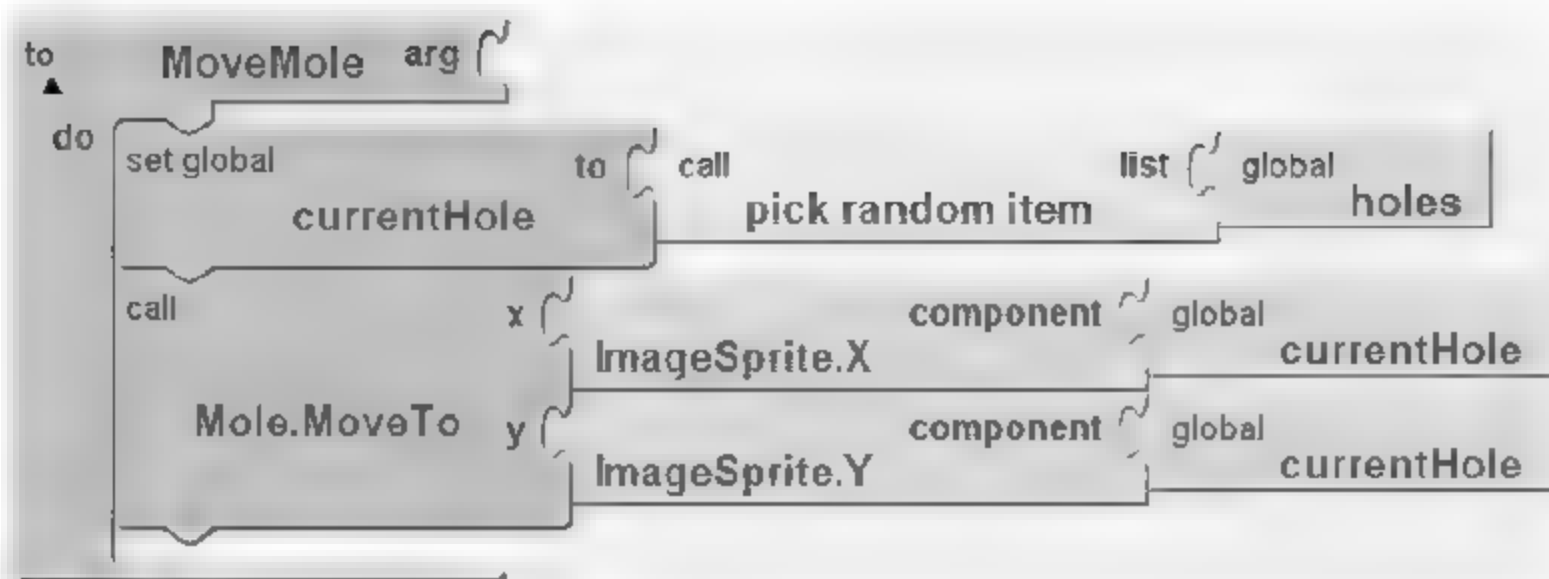 to MoveMole arg
do
set global to call list global
currentHole pick random item holes
call x component global
ImageSprite.X currentHole
Mole.MoveTo y component global
ImageSprite.Y currentHole